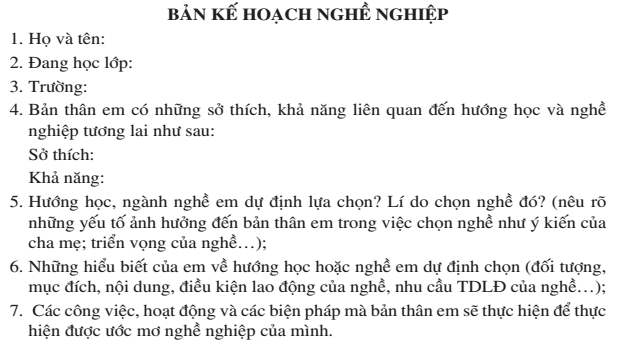 BẢN KẾ HOẠCH NGHỀ NGHIỆP
1. Họ và tên:
2. Đang học lớp:
3. Trường:
4. Bản thân em có những sở thích, khả năng liên quan đến hướng học và nghề
nghiệp tương lai như sau:
Sở thích:
Khả năng:
5. Hướng học, ngành nghề em dự định lựa chọn? Lí do chọn nghề đó? (nêu rõ
những yếu tố ảnh hưởng đến bản thân em trong việc chọn nghề như ý kiến của
cha mẹ; triển vọng của nghề…);
6. Những hiểu biết của em về hướng học hoặc nghề em dự định chọn (đối tượng,
mục đích, nội dung, điều kiện lao động của nghề, nhu cầu TDLĐ của nghề…);
7. Các công việc, hoạt động và các biện pháp mà bản thân em sẽ thực hiện để thực
hiện được ước mơ nghề nghiệp của mình.